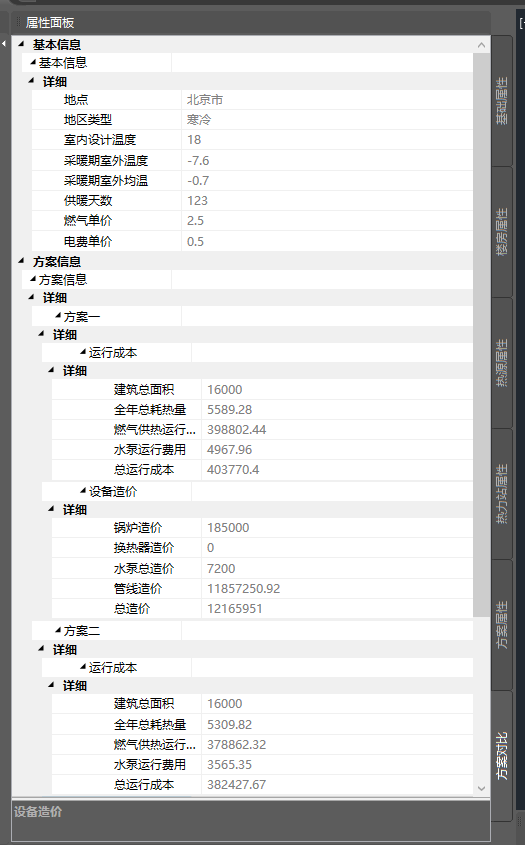 属性面板
基本信息
基本信息
详细
地点 北京市
地区类型 寒冷
室内设计温度 18
采暖期室外温度 -7.6
采暖期室外均温 -0.7
供暖天数 123
燃气单价 2.5
电费单价 0.5
方案信息
方案信息
详细
方案一
详细
运行成本
详细
建筑总面积 16000
全年总耗热量 5589.28
燃气供热运行... 398802.44
水泵运行费用 4967.96
总运行成本 403770.4
设备造价
详细
锅炉造价 185000
换热器造价 0
水泵总造价 7200
管线造价 11857250.92
总造价 12165951
方案二
详细
运行成本
详细
建筑总面积 16000
全年总耗热量 5309.82
燃气供热运行... 378862.32
水泵运行费用 3565.35
总运行成本 382427.67
设备造价
基础属性
楼房属性
热源属性
热力站属性
方案属性
方案对比